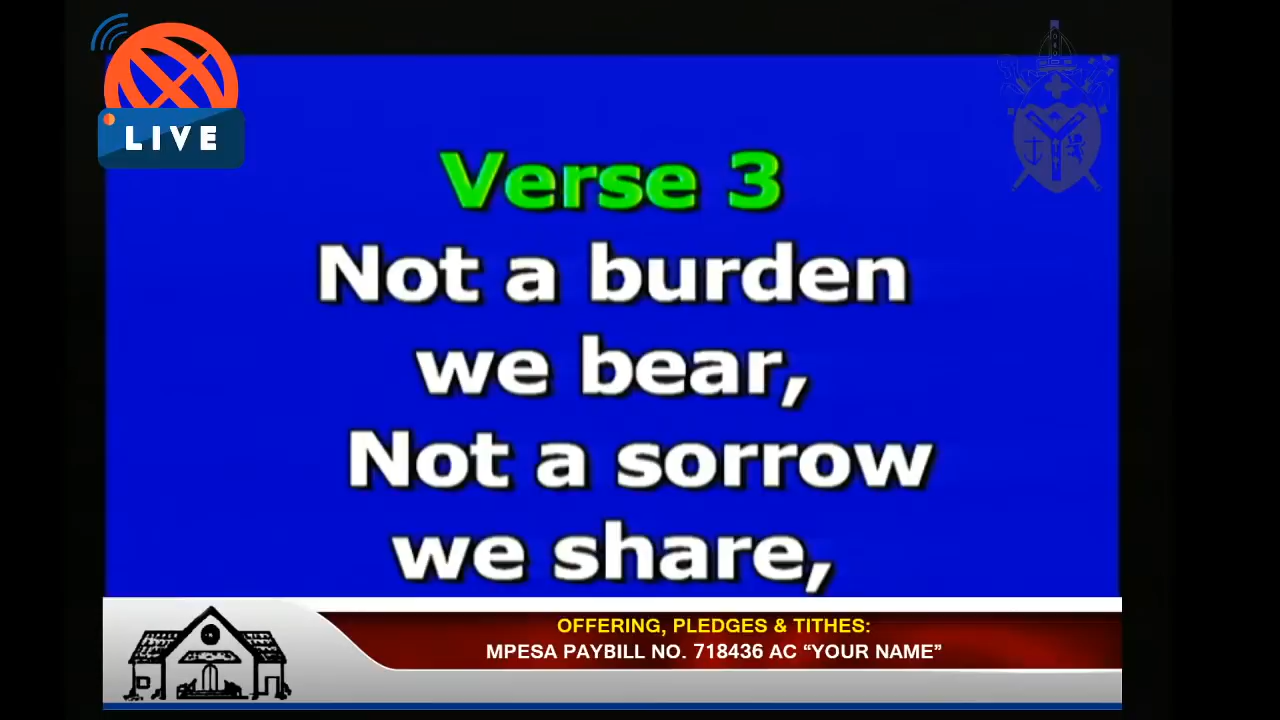 LIVE
Verse 3
Not a burden
we bear,
Not a sorrow
we share,
OFFERING, PLEDGES & TITHES:
MPESA PAYBILL NO. 718436 AC “YOUR NAME”